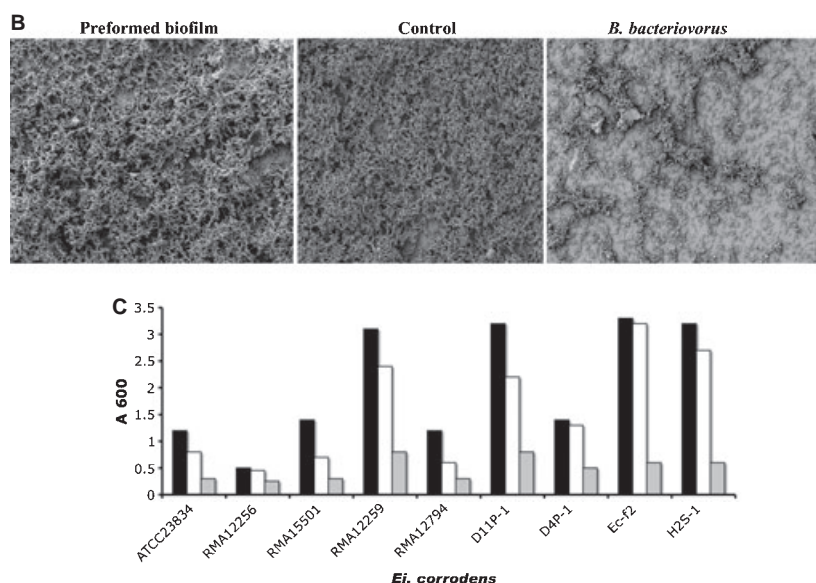 B
Preformed biofilm Control B. bacteriovorus
C
3.5
3
2.5
2
1.5
1
0.5
0
A 600
ATCC23834
RMA12256
RMA15501
RMA12259
RMA12794
D11P-1
D4P-1
Ec-f2
H2S-1
Ei. corrodens